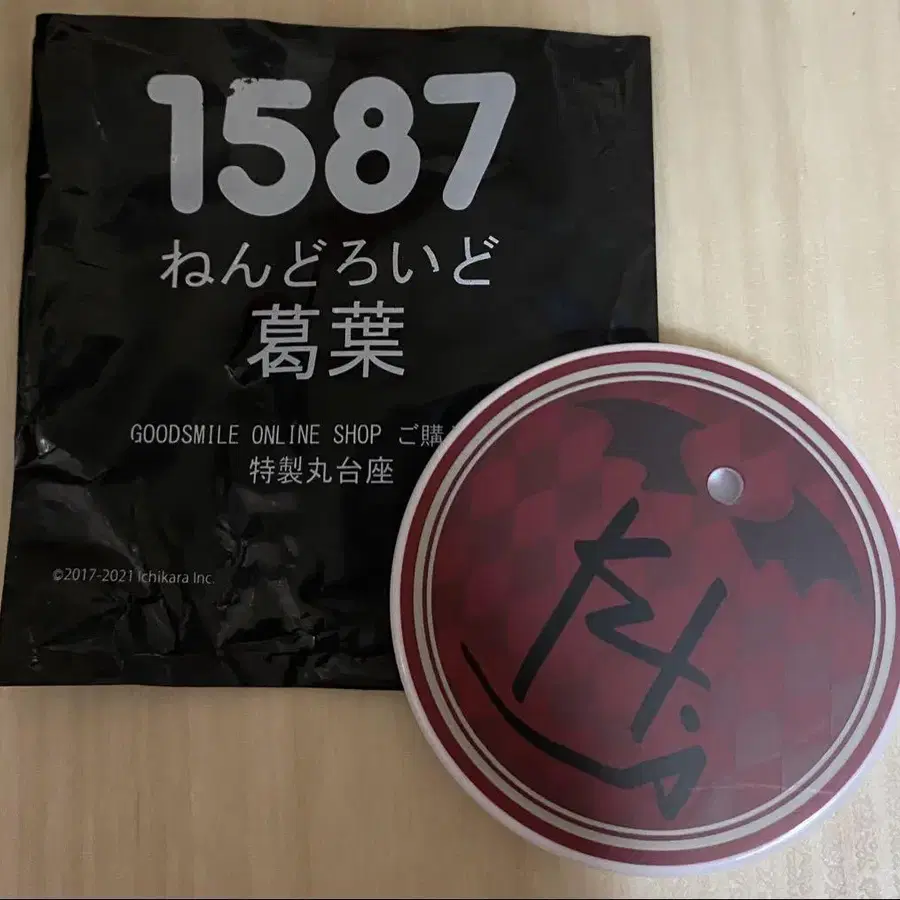 1587
ねんどろいど
葛葉
GOODSMILE ONLINE SHOP ご購
特製丸台座
©2017-2021 Ichikara Inc.